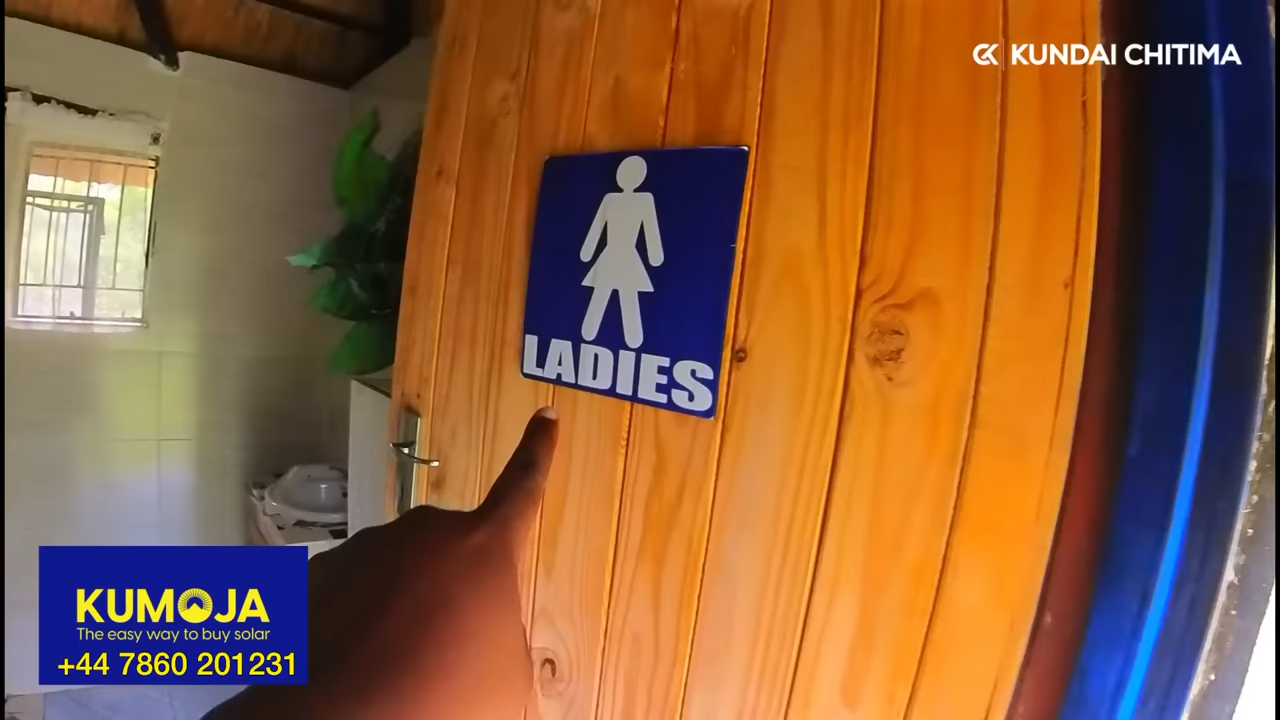 KUNDAI CHITIMA
LADIES
KUMOJA
The easy way to buy solar
+44 7860 201231